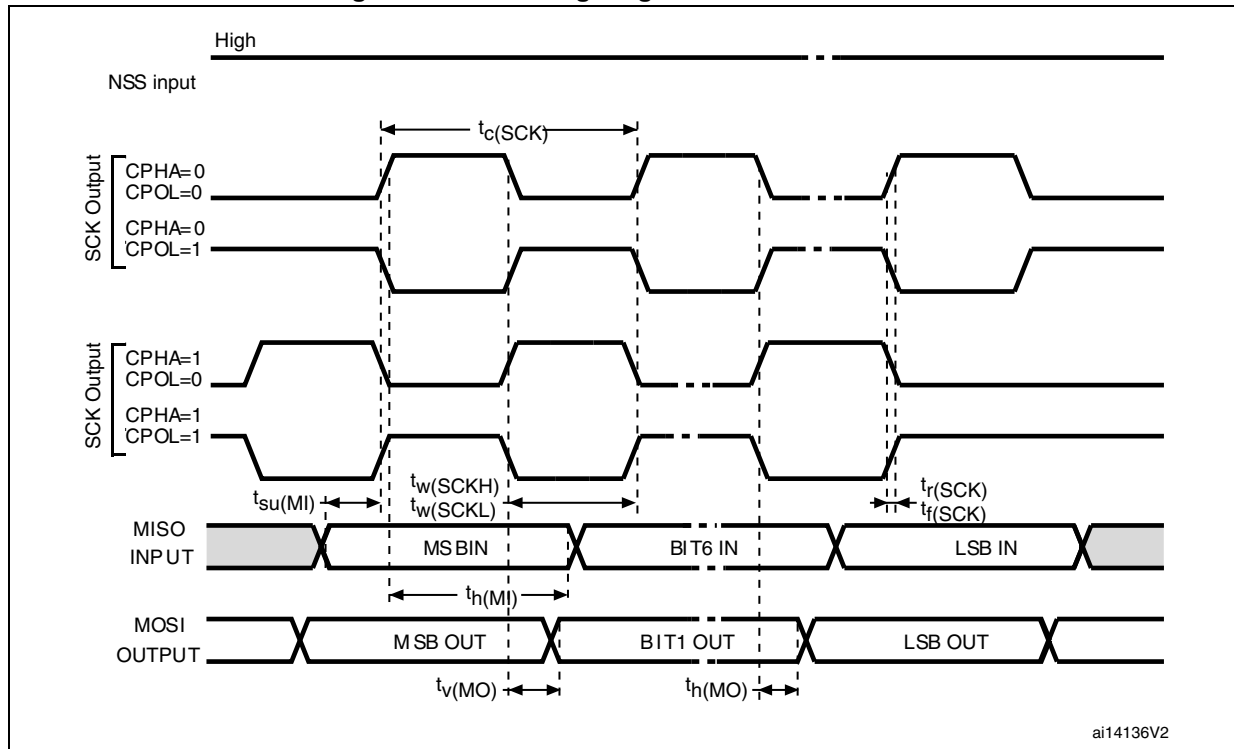 High
NSS input
tc(SCK)
SCK Output
CPHA=0
CPOL=0
CPHA=0
CPOL=1
SCK Output
CPHA=1
CPOL=0
CPHA=1
CPOL=1
tw(SCKH)
tw(SCKL)
tr(SCK)
tf(SCK)
tsu(MI)
MISO
INPUT
MSBIN
BIT6 IN
LSB IN
th(MI)
MOSI
OUTPUT
MSB OUT
BIT1 OUT
LSB OUT
tv(MO)
th(MO)
ai14136V2